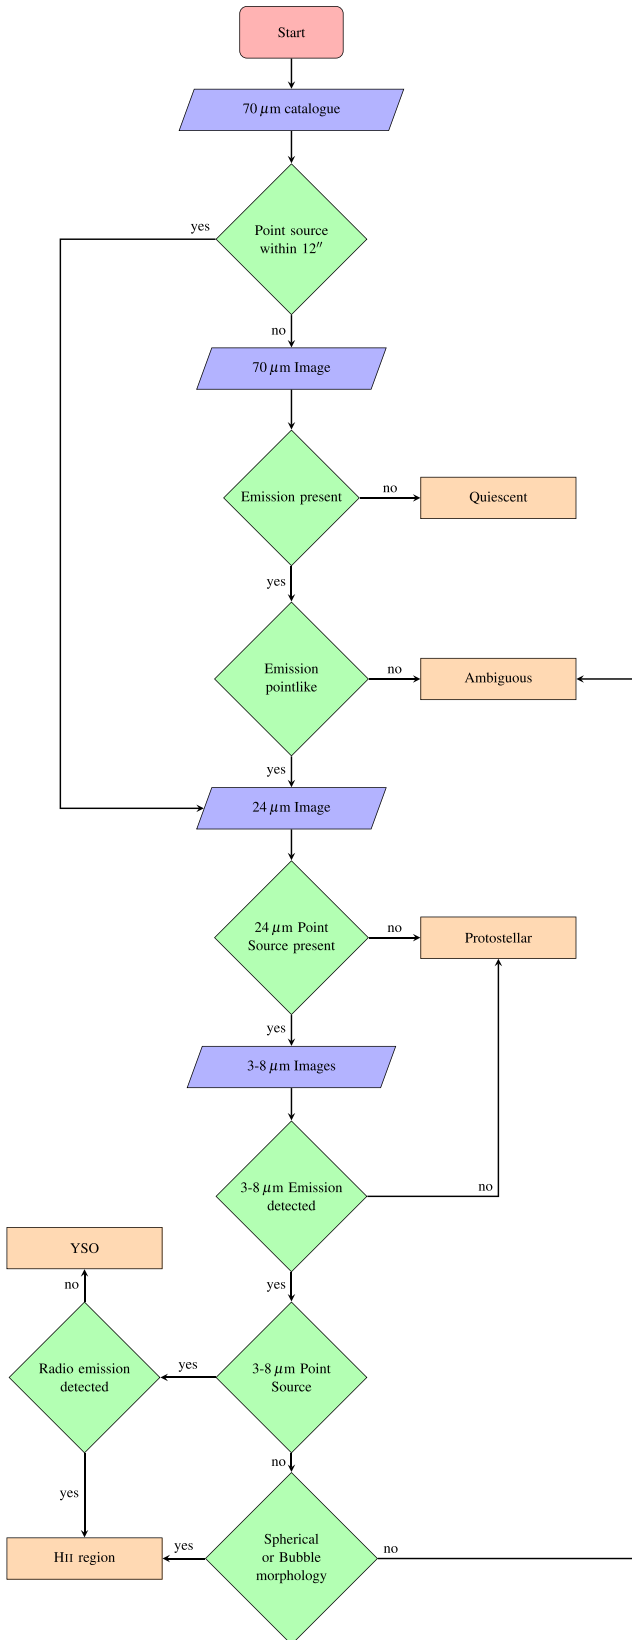 Start
70 μm catalogue
yes
Point source
within 12″
no
70 μm Image
Emission present
no
Quiescent
yes
Emission
pointlike
no
Ambiguous
yes
24 μm Image
24 μm Point
Source present
no
Protostellar
yes
3-8 μm Images
3-8 μm Emission
detected
no
YSO
no
yes
Radio emission
detected
yes
3-8 μm Point
Source
no
yes
HII region
yes
Spherical
or Bubble
morphology
no